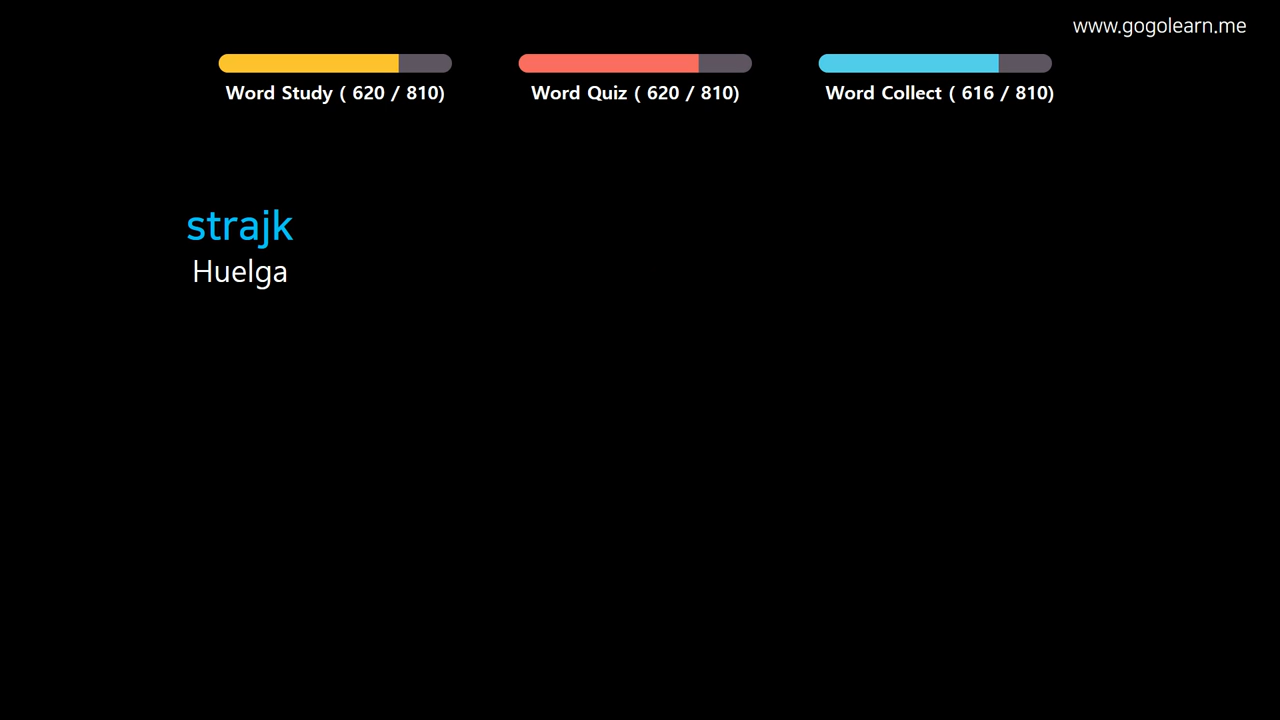 www.gogolearn.me
Word Study ( 620 / 810)
Word Quiz ( 620 / 810)
Word Collect ( 616 / 810)
strajk
Huelga